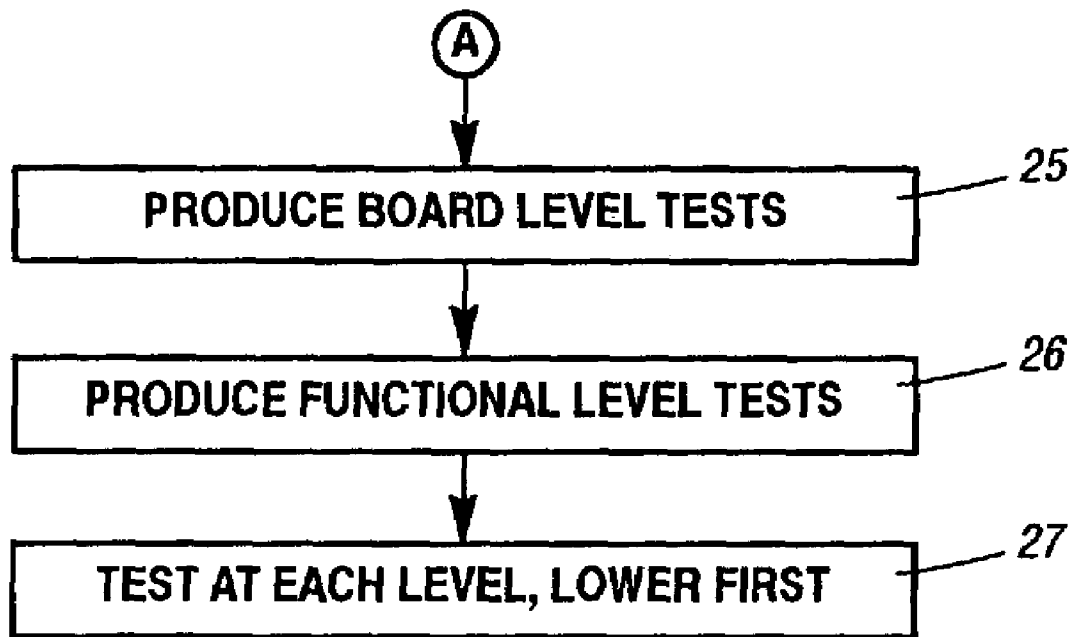 A
PRODUCE BOARD LEVEL TESTS
25
PRODUCE FUNCTIONAL LEVEL TESTS
26
TEST AT EACH LEVEL, LOWER FIRST
27